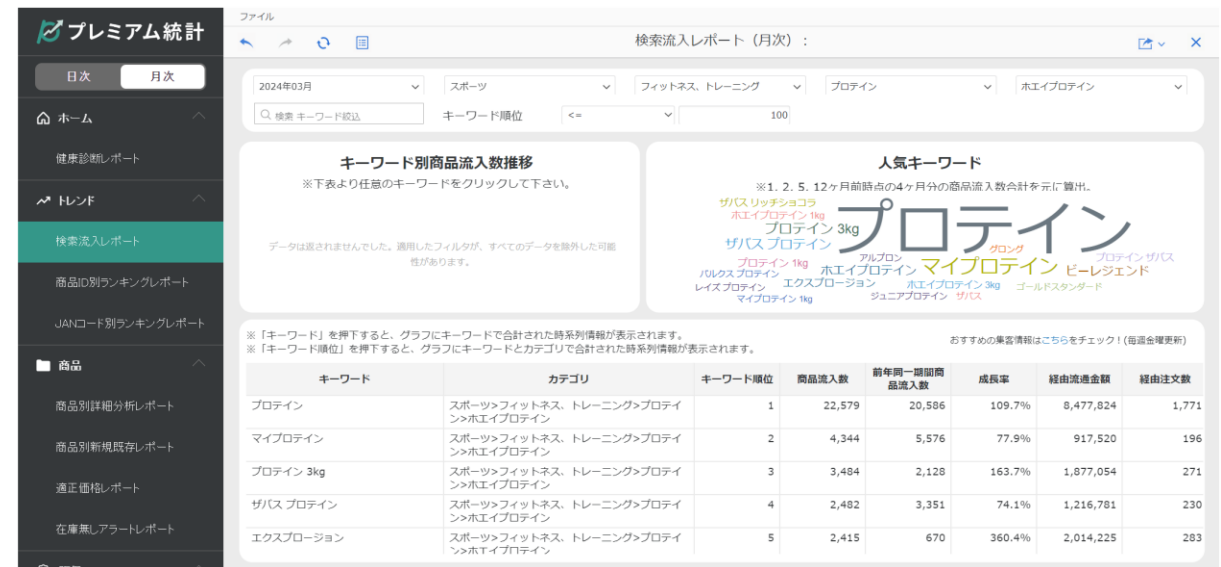 プレミアム統計
日次
月次
ホーム
健康診断レポート
トレンド
検索流入レポート
商品ID別ランキングレポート
JANコード別ランキングレポート
商品
商品別詳細分析レポート
商品別新規既存レポート
適正価格レポート
在庫無しアラートレポート
ファイル
検索流入レポート（月次）：
2024年03月
スポーツ
フィットネス、トレーニング
プロテイン
ホエイプロテイン
検索 キーワード絞込
キーワード順位
<=
100
キーワード別商品流入数推移
※下表より任意のキーワードをクリックして下さい。
データは返されませんでした。適用したフィルタが、すべてのデータを除外した可能
性があります。
人気キーワード
※1. 2. 5. 12ヶ月前時点の4ヶ月分の商品流入数合計を元に算出。
ザバス リッチショコラ
ホエイプロテイン 1kg
プロテイン 3kg
プロテイン
ザバス プロテイン
グロング
アルプロン
プロテイン ザバス
プロテイン 1kg
ホエイプロテイン
マイプロテイン
ビーレジェンド
バルクス プロテイン
エクスプロージョン
レイズ プロテイン
ホエイプロテイン 3kg
ゴールドスタンダード
マイプロテイン 1kg
ジュニアプロテイン
ザバス
※「キーワード」を押下すると、グラフにキーワードで合計された時系列情報が表示されます。
※「キーワード順位」を押下すると、グラフにキーワードとカテゴリで合計された時系列情報が表示されます。
おすすめの集客情報はこちらをチェック！(毎週金曜更新)
キーワード カテゴリ キーワード順位 商品流入数 前年同一期間商品流入数 成長率 経由流通金額 経由注文数
プロテイン スポーツ>フィットネス、トレーニング>プロテイ 1 22,579 20,586 109.7% 8,477,824 1,771
ン>ホエイプロテイン
マイプロテイン スポーツ>フィットネス、トレーニング>プロテイ 2 4,344 5,576 77.9% 917,520 196
ン>ホエイプロテイン
プロテイン 3kg スポーツ>フィットネス、トレーニング>プロテイ 3 3,484 2,128 163.7% 1,877,054 271
ン>ホエイプロテイン
ザバス プロテイン スポーツ>フィットネス、トレーニング>プロテイ 4 2,482 3,351 74.1% 1,216,781 230
ン>ホエイプロテイン
エクスプロージョン スポーツ>フィットネス、トレーニング>プロテイ 5 2,415 670 360.4% 2,014,225 283
ン>ホエイプロテイン